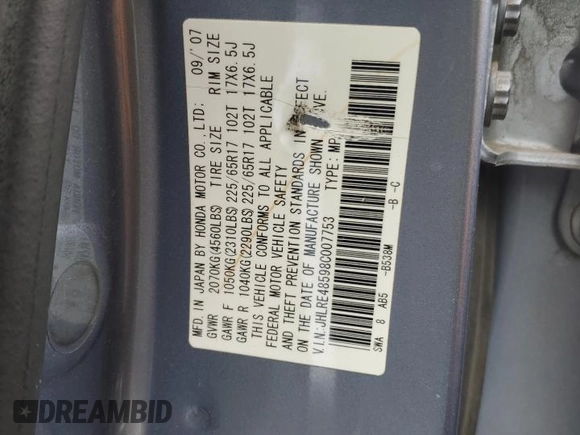 MFD. IN JAPAN BY HONDA MOTOR CO.,LTD; 09/'07
GVWR 2070KG(4560LBS) TIRE SIZE RIM SIZE
GAWR F 1050KG(2310LBS) 225/65R17 102T 17X6.5J
GAWR R 1040KG(2290LBS) 225/65R17 102T 17X6.5J
THIS VEHICLE CONFORMS TO ALL APPLICABLE
FEDERAL MOTOR VEHICLE SAFETY
AND THEFT PREVENTION STANDARDS IN
ON THE DATE OF MANUFACTURE SHOWN
V.I.N:JHLRE48598C007753 TYPE: MP
SWA 8 AB5 -B538M -B -C
DREAMBID